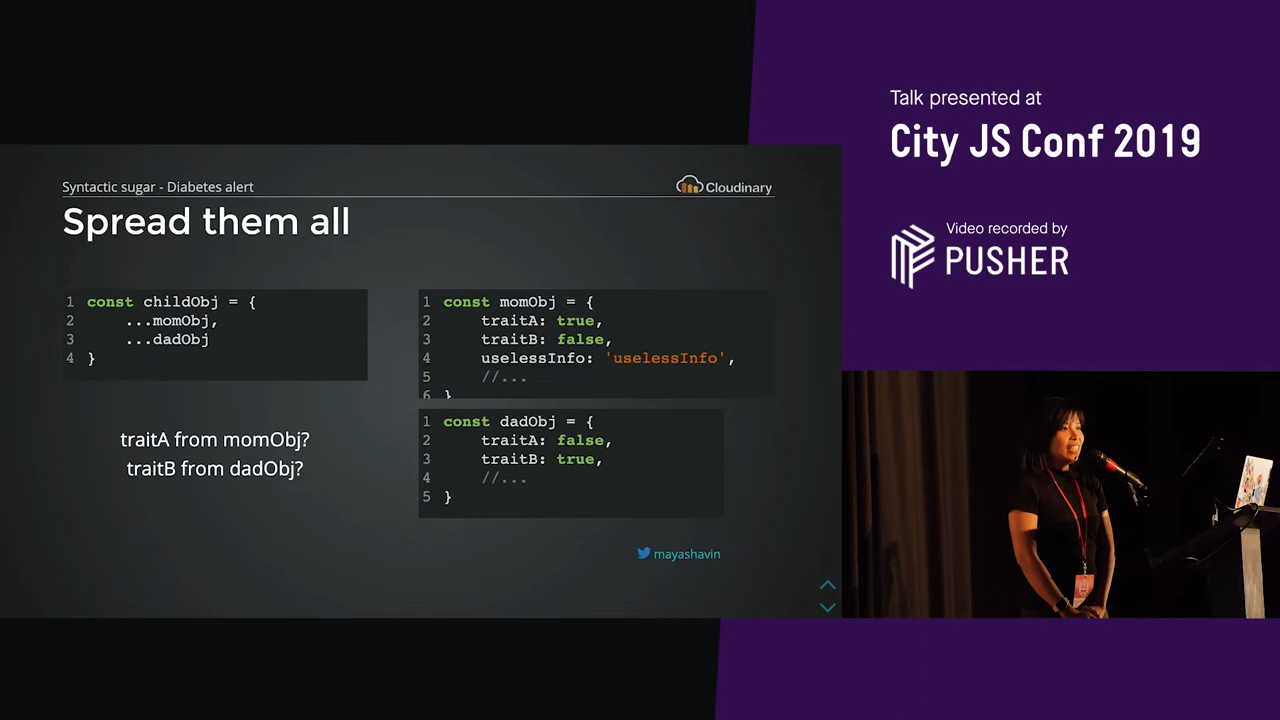 Talk presented at
City JS Conf 2019
Video recorded by
PUSHER
Syntactic sugar - Diabetes alert
Cloudinary
Spread them all
1 const childObj = {
2 ...momObj,
3 ...dadObj
4 }
traitA from momObj?
traitB from dadObj?
1 const momObj = {
2 traitA: true,
3 traitB: false,
4 uselessInfo: 'uselessInfo',
5 //...
6 }
1 const dadObj = {
2 traitA: false,
3 traitB: true,
4 //...
5 }
mayashavin